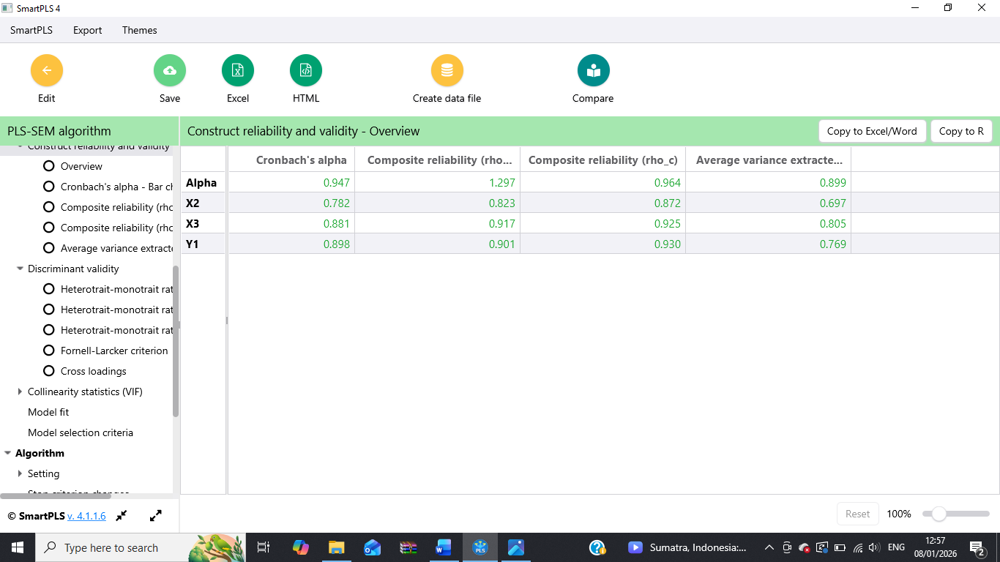 SmartPLS 4
SmartPLS Export Themes
Edit Save Excel HTML Create data file Compare
PLS-SEM algorithm
Construct reliability and validity
Overview
Cronbach's alpha - Bar ch
Composite reliability (rho
Composite reliability (rho
Average variance extracte
Discriminant validity
Heterotrait-monotrait rat
Heterotrait-monotrait rat
Heterotrait-monotrait rat
Fornell-Larcker criterion
Cross loadings
Collinearity statistics (VIF)
Model fit
Model selection criteria
Algorithm
Setting
Stop criterion changes
© SmartPLS v. 4.1.1.6
Construct reliability and validity - Overview Copy to Excel/Word Copy to R
Cronbach's alpha Composite reliability (rho... Composite reliability (rho_c) Average variance extracte...
Alpha 0.947 1.297 0.964 0.899
X2 0.782 0.823 0.872 0.697
X3 0.881 0.917 0.925 0.805
Y1 0.898 0.901 0.930 0.769
Reset 100%
Type here to search Sumatra, Indonesia:... ENG 12:57
08/01/2026 2